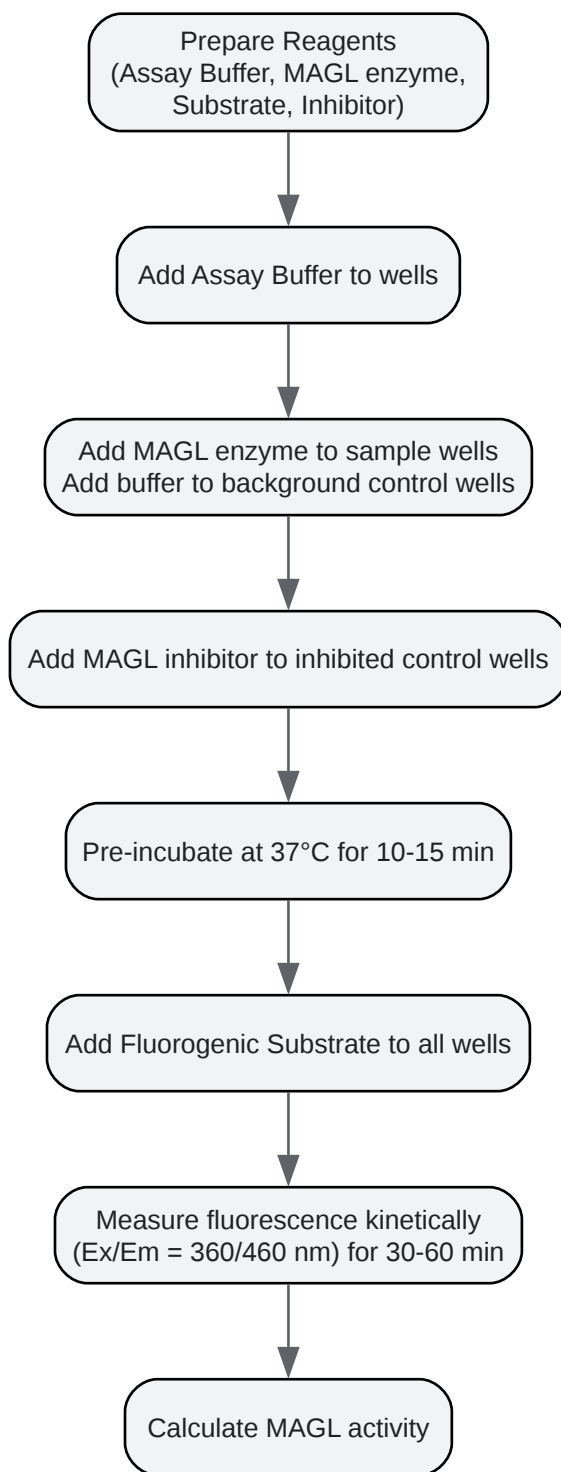 Prepare Reagents
(Assay Buffer, MAGL enzyme,
Substrate, Inhibitor)
Add Assay Buffer to wells
Add MAGL enzyme to sample wells
Add buffer to background control wells
Add MAGL inhibitor to inhibited control wells
Pre-incubate at 37°C for 10-15 min
Add Fluorogenic Substrate to all wells
Measure fluorescence kinetically
(Ex/Em = 360/460 nm) for 30-60 min
Calculate MAGL activity